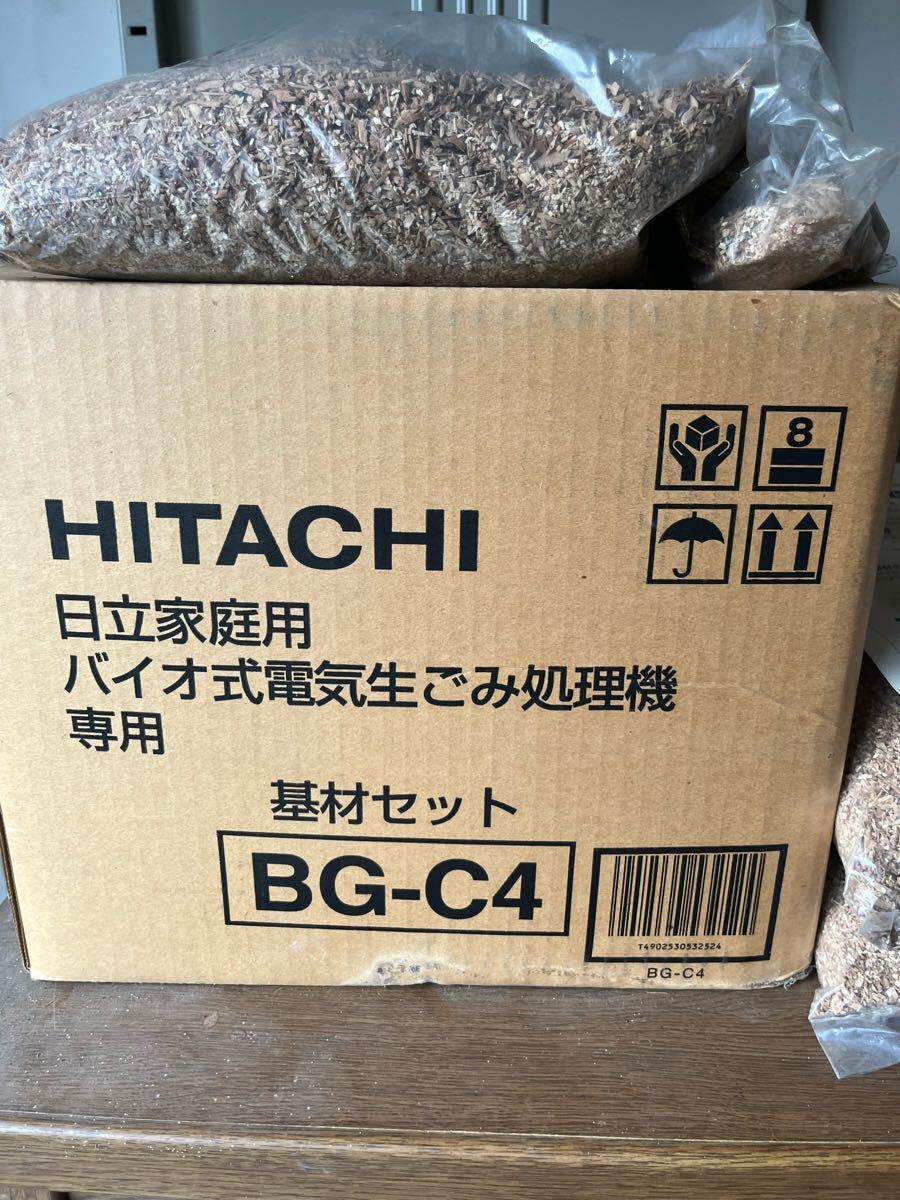 8
HITACHI
日立家庭用
バイオ式電気生ごみ処理機
専用
基材セット
BG-C4
T4902530532524
BG-C4